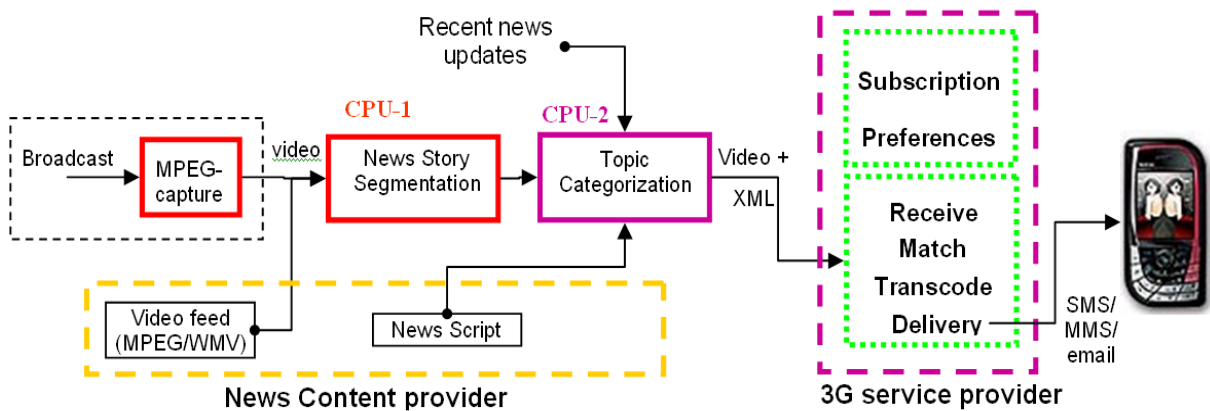 Recent news
updates
CPU-1
CPU-2
Broadcast
MPEG-
capture
video
News Story
Segmentation
Topic
Categorization
Video +
XML
Subscription
Preferences
Receive
Match
Transcode
Delivery
SMS/
MMS/
email
Video feed
(MPEG/WMV)
News Script
News Content provider
3G service provider